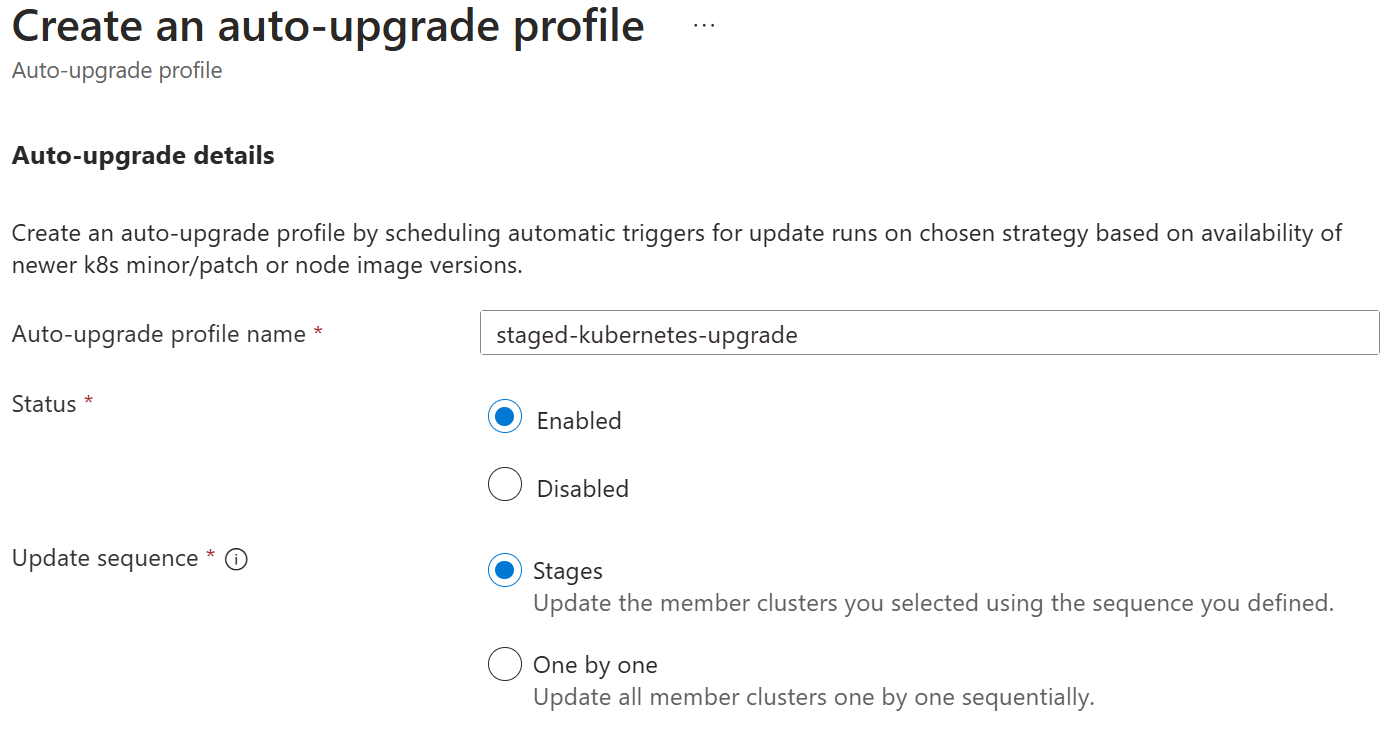 Create an auto-upgrade profile ...
Auto-upgrade profile
Auto-upgrade details
Create an auto-upgrade profile by scheduling automatic triggers for update runs on chosen strategy based on availability of
newer k8s minor/patch or node image versions.
Auto-upgrade profile name * staged-kubernetes-upgrade
Status * Enabled
Disabled
Update sequence * Stages
Update the member clusters you selected using the sequence you defined.
One by one
Update all member clusters one by one sequentially.